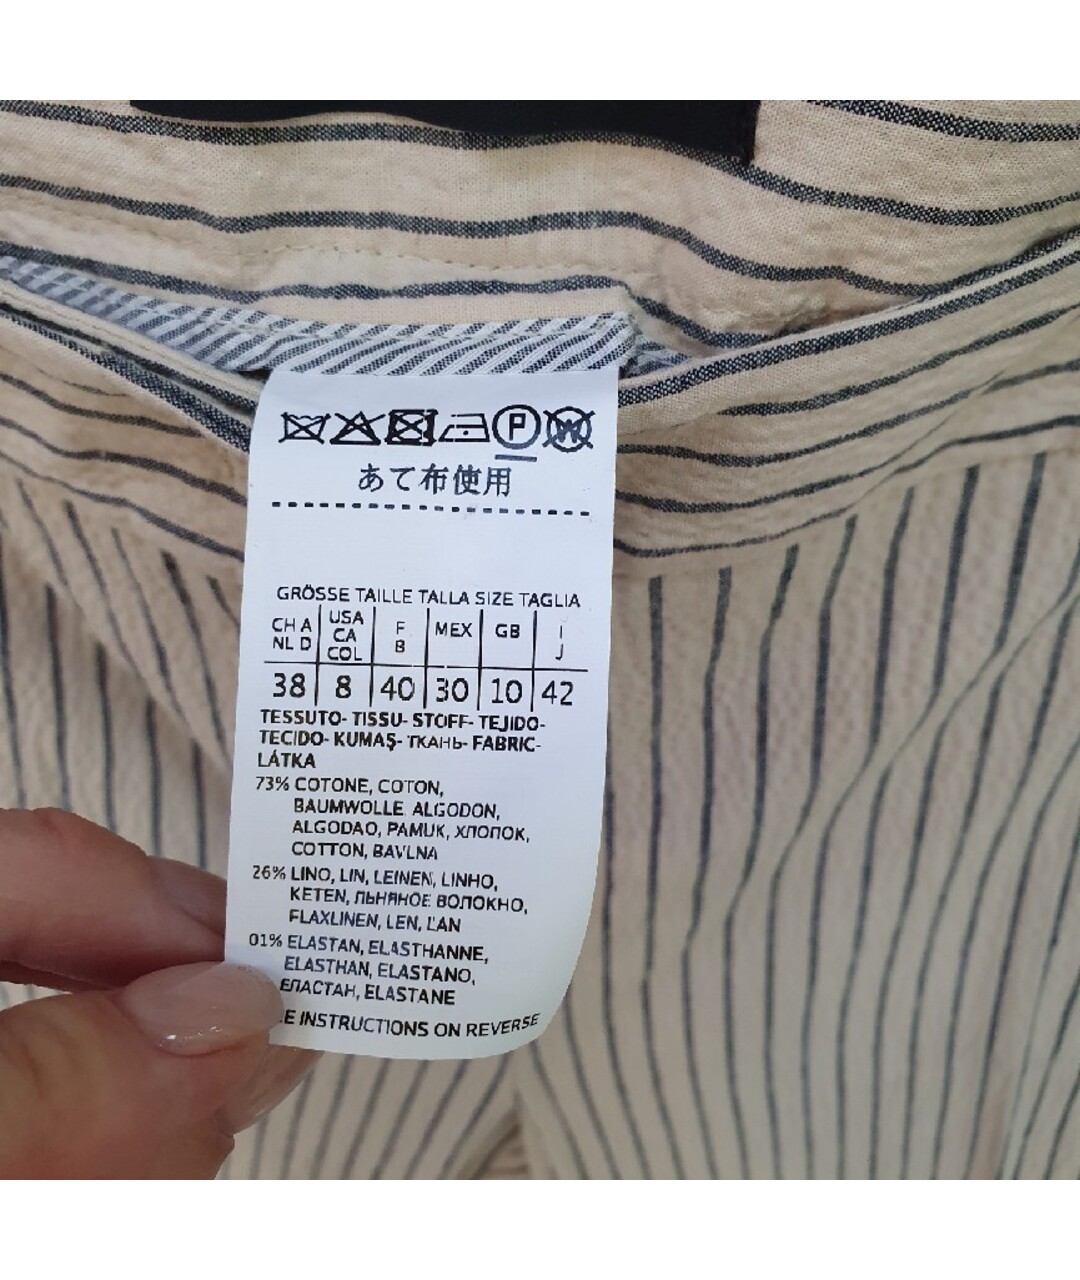 P W
あて布使用
GRÖSSE TAILLE TALLA SIZE TAGLIA
CH A NL D USA CA COL F B MEX GB I J
38 8 40 30 10 42
TESSUTO- TISSU- STOFF- TEJIDO-
TECIDO- KUMAŞ- ТКАНЬ- FABRIC-
LÁTKA
73% COTONE, COTON,
BAUMWOLLE, ALGODON,
ALGODAO, PAMUK, ХЛОПОК,
COTTON, BAVLNA
26% LINO, LIN, LEINEN, LINHO,
KETEN, ЛЬНЯНОЕ ВОЛОКНО,
FLAXLINEN, LEN, ĽAN
01% ELASTAN, ELASTHANNE,
ELASTHAN, ELASTANO,
ЕЛАСТАН, ELASTANE
INSTRUCTIONS ON REVERSE